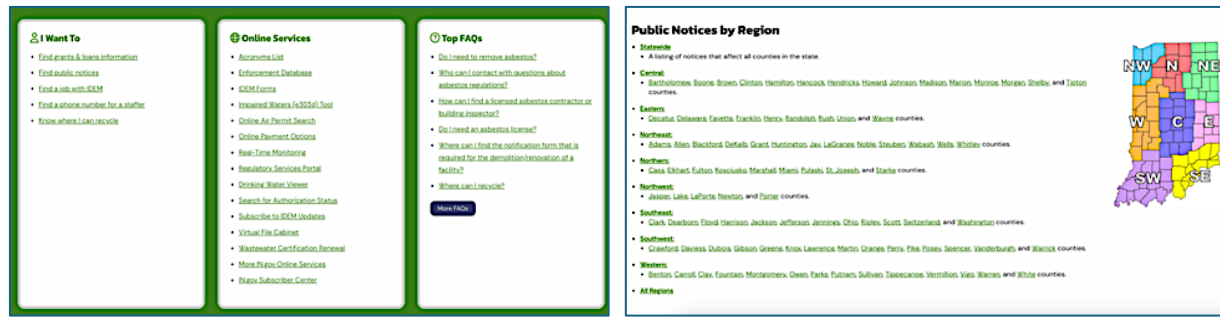 I Want To
Find grants & loans information
Find public notices
Find a job with IDEM
Find a phone number for a staffer
Know where I can recycle
Online Services
Acronyms List
Enforcement Database
IDEM Forms
Impaired Waters (e303d) Tool
Online Air Permit Search
Online Payment Options
Real-Time Monitoring
Regulatory Services Portal
Drinking Water Viewer
Search for Authorization Status
Subscribe to IDEM Updates
Virtual File Cabinet
Wastewater Certification Renewal
More IN.gov Online Services
IN.gov Subscriber Center
Top FAQs
Do I need to remove asbestos?
Who can I contact with questions about
asbestos regulations?
How can I find a licensed asbestos contractor or
building inspector?
Do I need an asbestos license?
Where can I find the notification form that is
required for the demolition/renovation of a
facility?
Where can I recycle?
More FAQs
Public Notices by Region
Statewide
A listing of notices that affect all counties in the state.
Central:
Bartholomew, Boone, Brown, Clinton, Hamilton, Hancock, Hendricks, Howard, Johnson, Madison, Marion, Monroe, Morgan, Shelby, and Tipton
counties.
Eastern:
Decatur, Delaware, Fayette, Franklin, Henry, Randolph, Rush, Union, and Wayne counties.
Northeast:
Adams, Allen, Blackford, DeKalb, Grant, Huntington, Jay, LaGrange, Noble, Steuben, Wabash, Wells, Whitley counties.
Northern:
Cass, Elkhart, Fulton, Kosciusko, Marshall, Miami, Pulaski, St. Joseph, and Starke counties.
Northwest:
Jasper, Lake, LaPorte, Newton, and Porter counties.
Southeast:
Clark, Dearborn, Floyd, Harrison, Jackson, Jefferson, Jennings, Ohio, Ripley, Scott, Switzerland, and Washington counties.
Southwest:
Crawford, Daviess, Dubois, Gibson, Greene, Knox, Lawrence, Martin, Orange, Perry, Pike, Posey, Spencer, Vanderburgh, and Warrick counties.
Western:
Benton, Carroll, Clay, Fountain, Montgomery, Owen, Parke, Putnam, Sullivan, Tippecanoe, Vermillion, Vigo, Warren, and White counties.
All Regions
NW N NE
W C E
SW SE